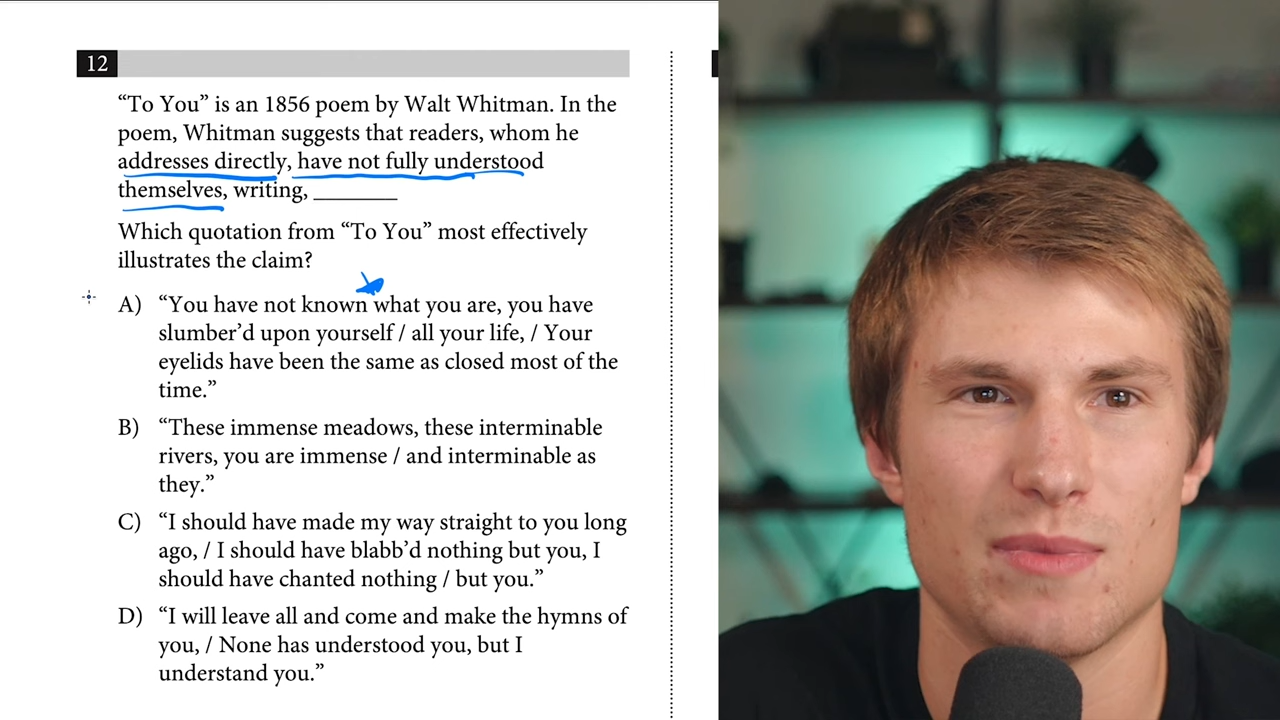 12
“To You” is an 1856 poem by Walt Whitman. In the
poem, Whitman suggests that readers, whom he
addresses directly, have not fully understood
themselves, writing, _______
Which quotation from “To You” most effectively
illustrates the claim?
A) “You have not known what you are, you have
slumber’d upon yourself / all your life, / Your
eyelids have been the same as closed most of the
time.”
B) “These immense meadows, these interminable
rivers, you are immense / and interminable as
they.”
C) “I should have made my way straight to you long
ago, / I should have blabb’d nothing but you, I
should have chanted nothing / but you.”
D) “I will leave all and come and make the hymns of
you, / None has understood you, but I
understand you.”